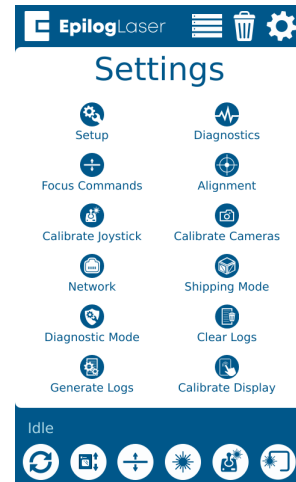 EpilogLaser
Settings
Setup
Diagnostics
Focus Commands
Alignment
Calibrate Joystick
Calibrate Cameras
Network
Shipping Mode
Diagnostic Mode
Clear Logs
Generate Logs
Calibrate Display
Idle